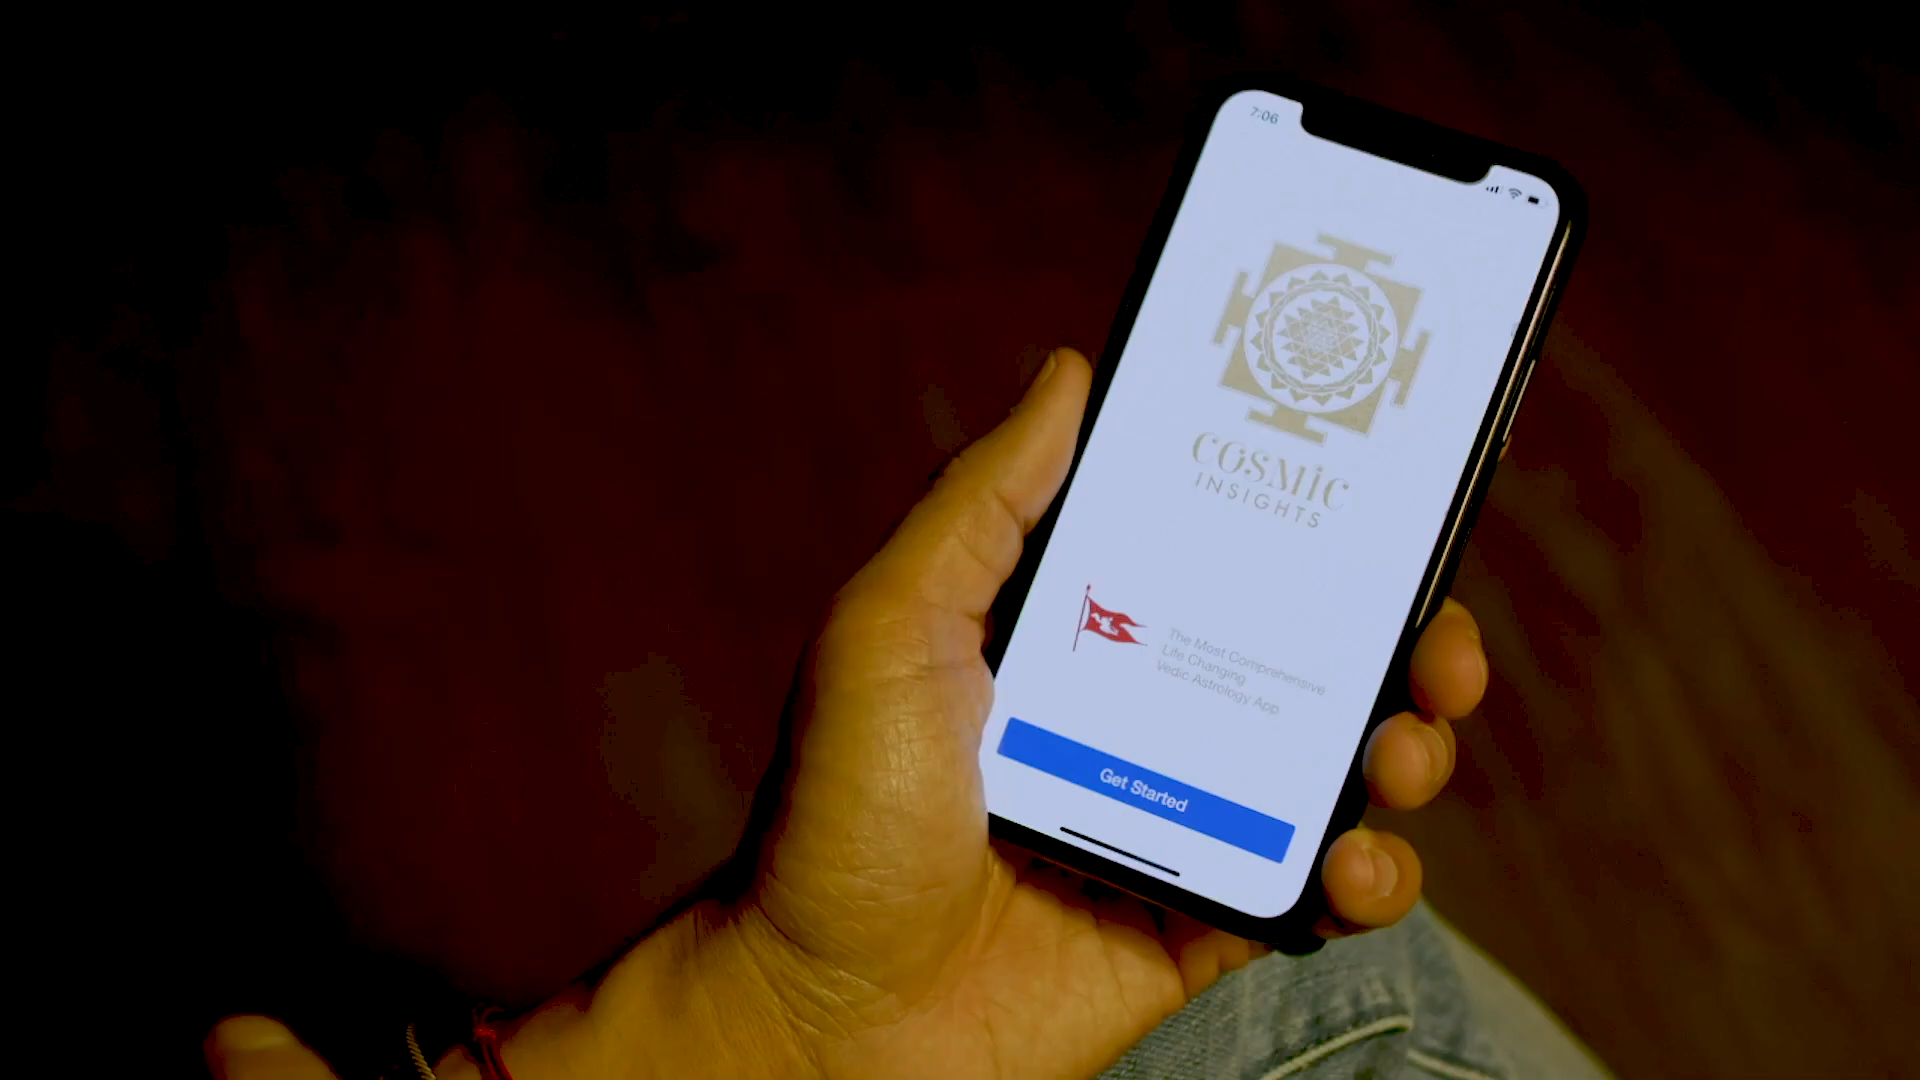 7:06
COSMiC
INSIGHTS
The Most Comprehensive
Life Changing
Vedic Astrology App
Get Started